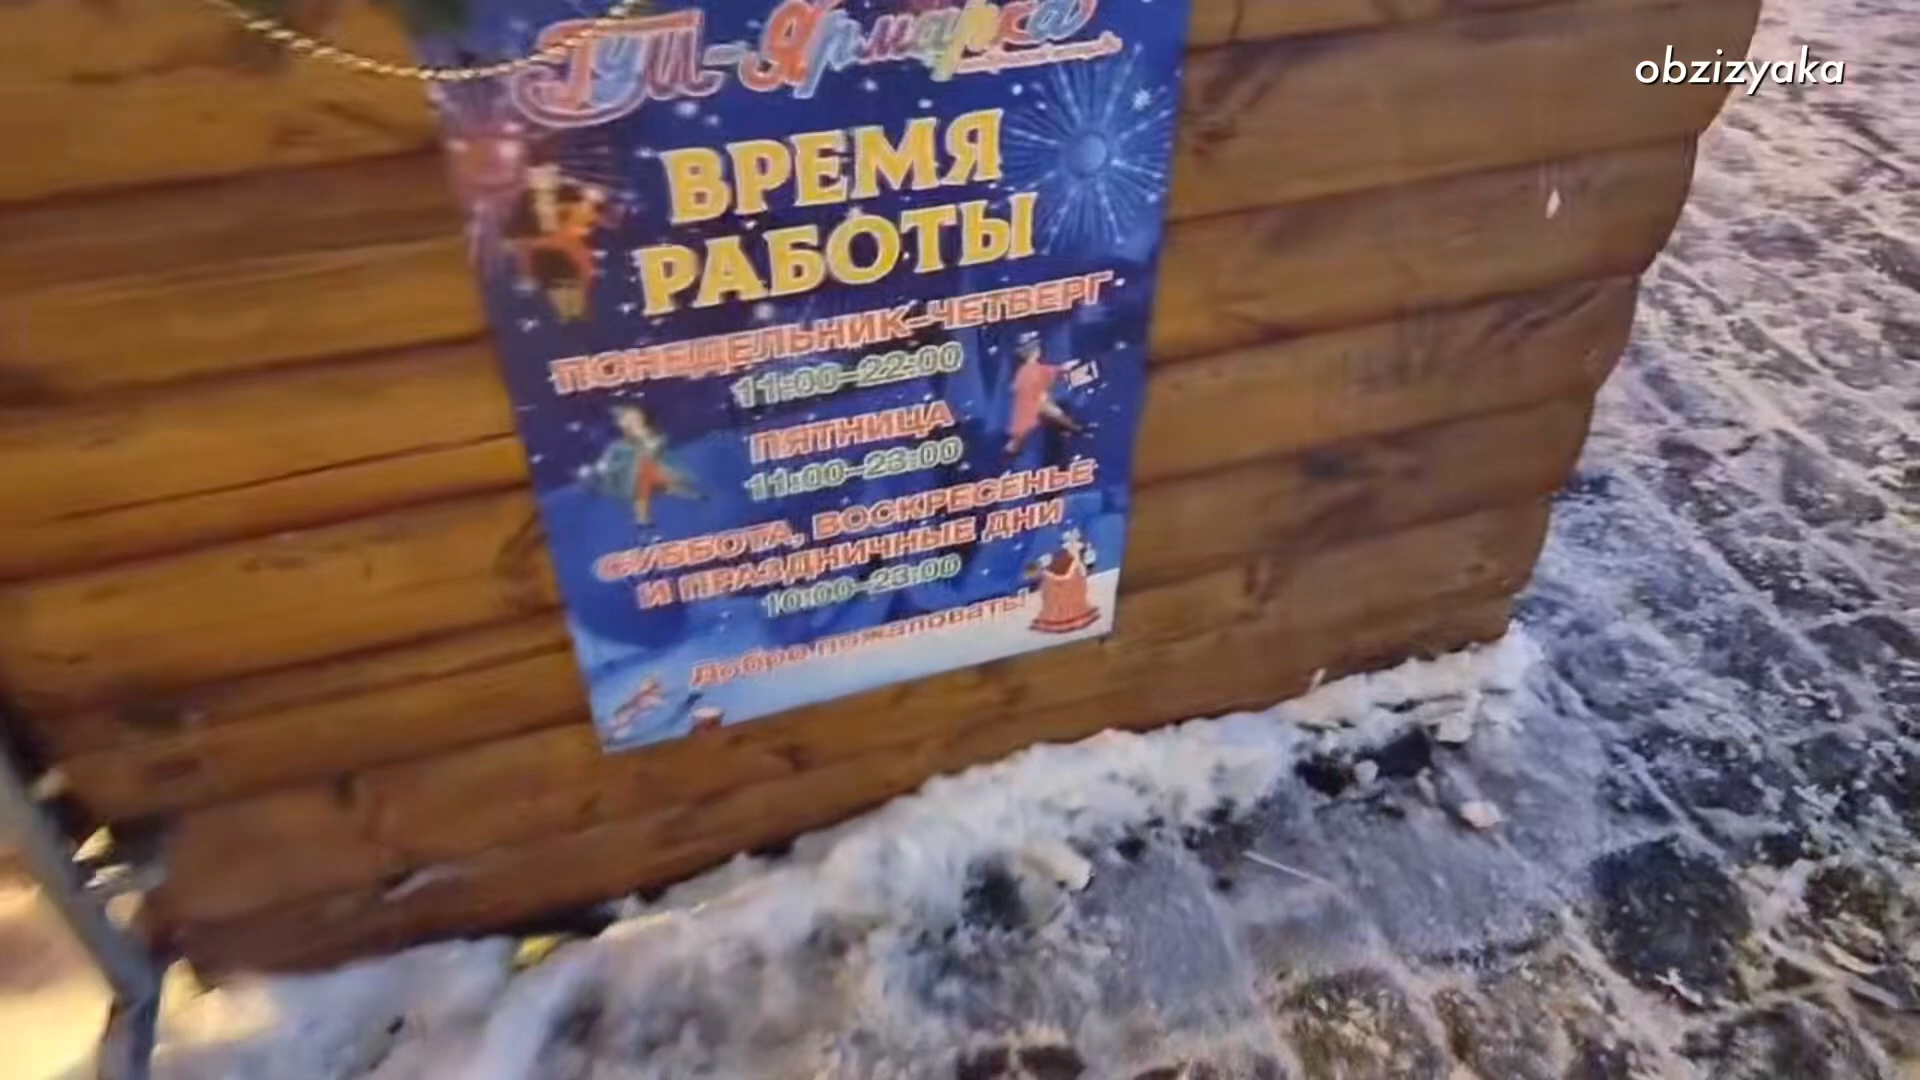 ГУМ-Ярмарка
obzizyaka
ВРЕМЯ
РАБОТЫ
ПОНЕДЕЛЬНИК-ЧЕТВЕРГ
11:00-22:00
ПЯТНИЦА
11:00-23:00
СУББОТА, ВОСКРЕСЕНЬЕ
И ПРАЗДНИЧНЫЕ ДНИ
10:00-23:00
Добро пожаловать!